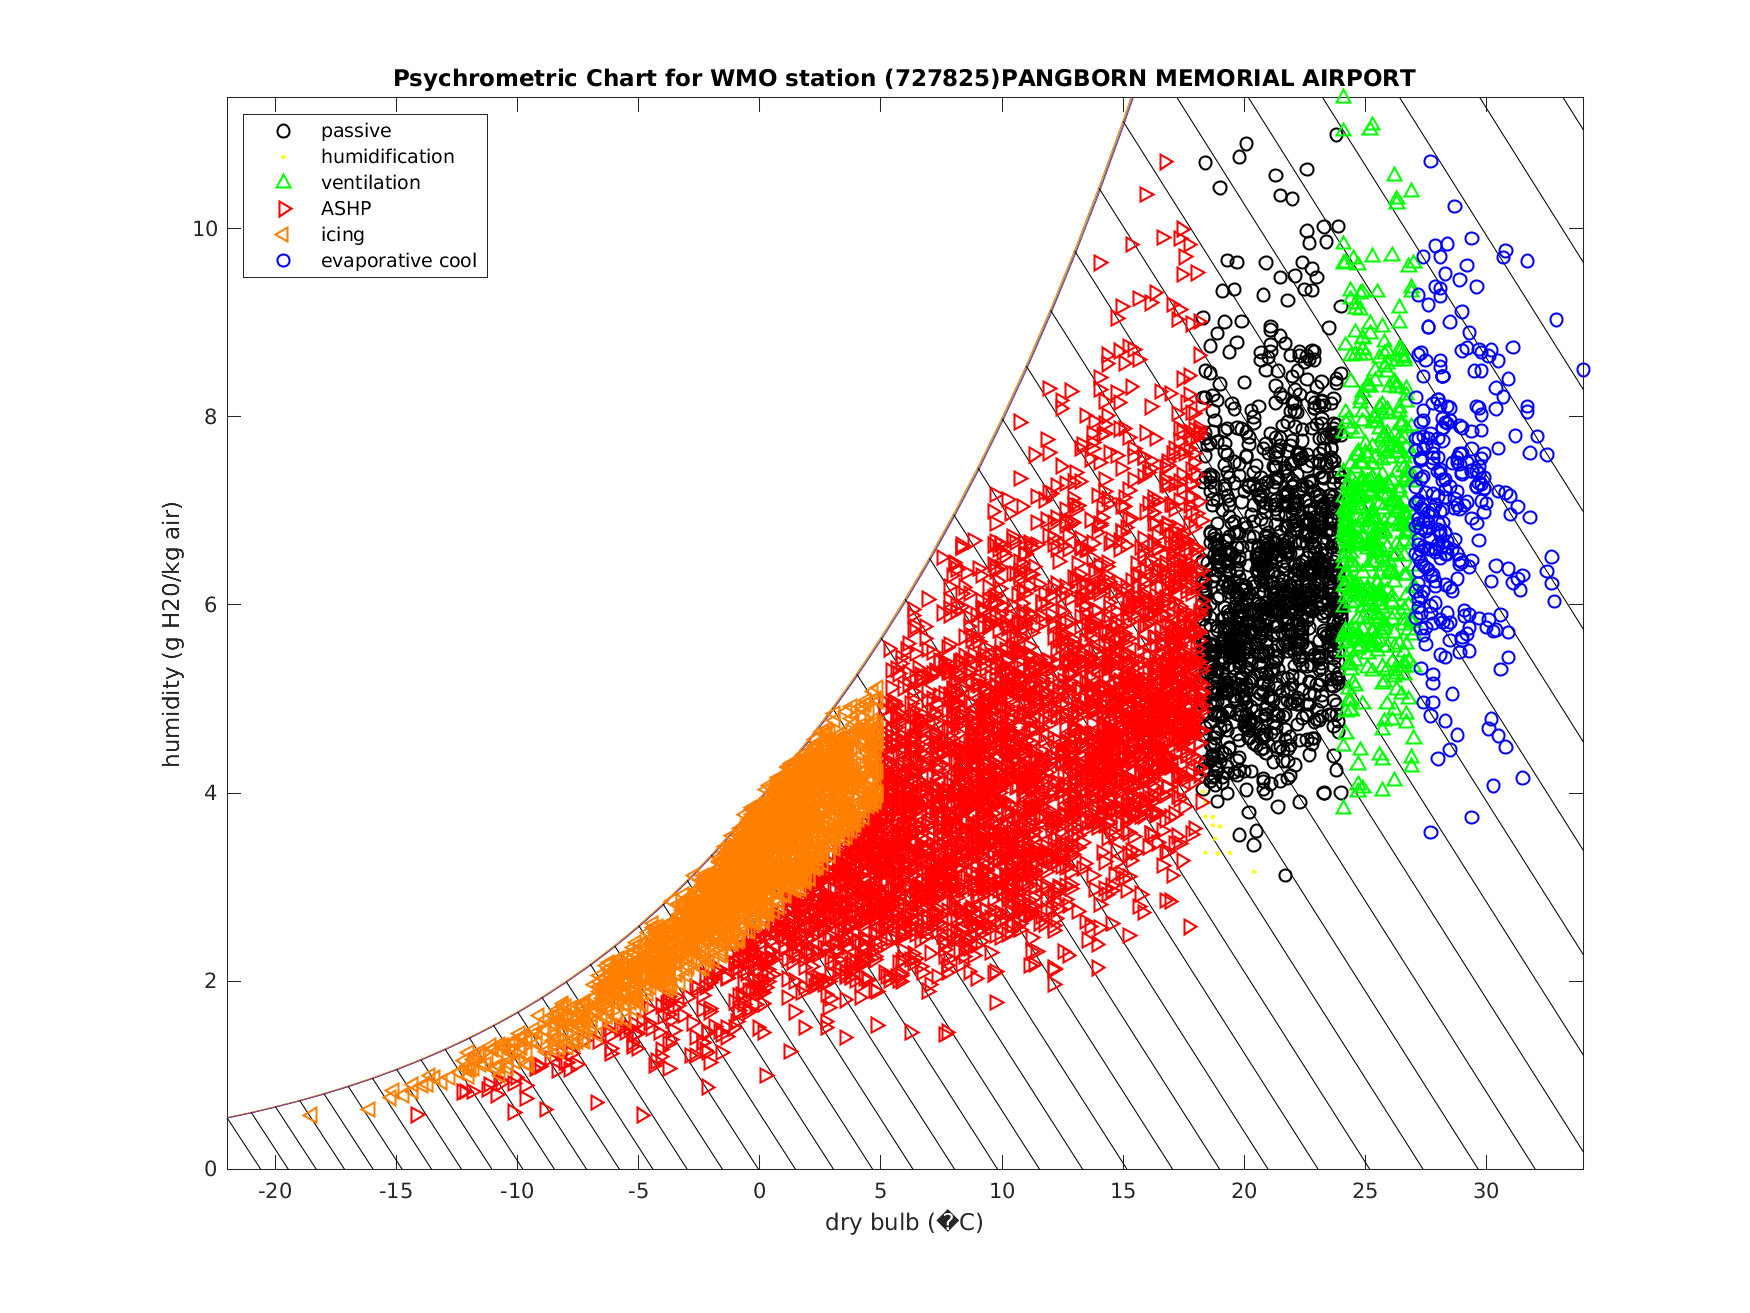 Psychrometric Chart for WMO station (727825)PANGBORN MEMORIAL AIRPORT
passive
humidification
ventilation
ASHP
icing
evaporative cool
humidity (g H20/kg air)
10
8
6
4
2
0
-20 -15 -10 -5 0 5 10 15 20 25 30
dry bulb (�C)